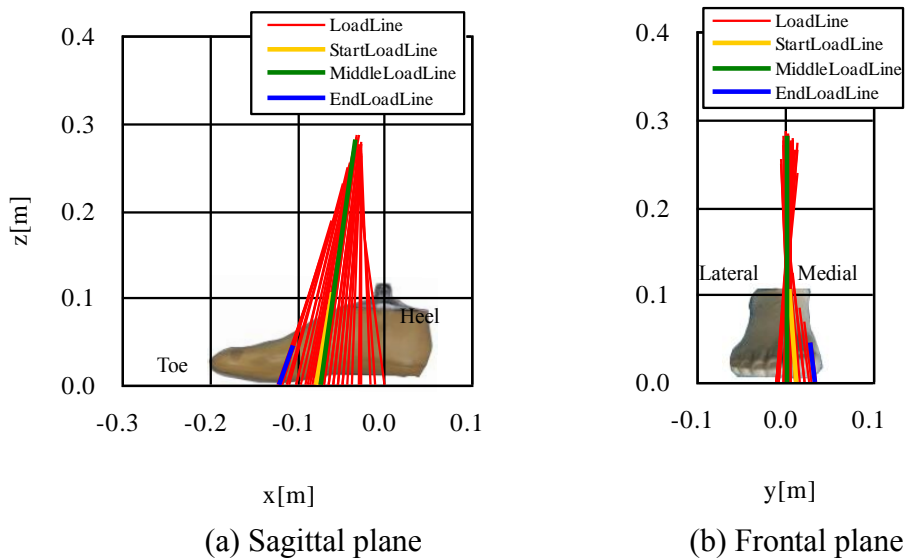 LoadLine
StartLoadLine
MiddleLoadLine
EndLoadLine
0.4
0.3
0.2
0.1
0.0
z[m]
Toe
Heel
-0.3
-0.2
-0.1
0.0
0.1
x[m]
(a) Sagittal plane
LoadLine
StartLoadLine
MiddleLoadLine
EndLoadLine
0.4
0.3
0.2
0.1
0.0
Lateral
Medial
-0.1
0.0
0.1
y[m]
(b) Frontal plane